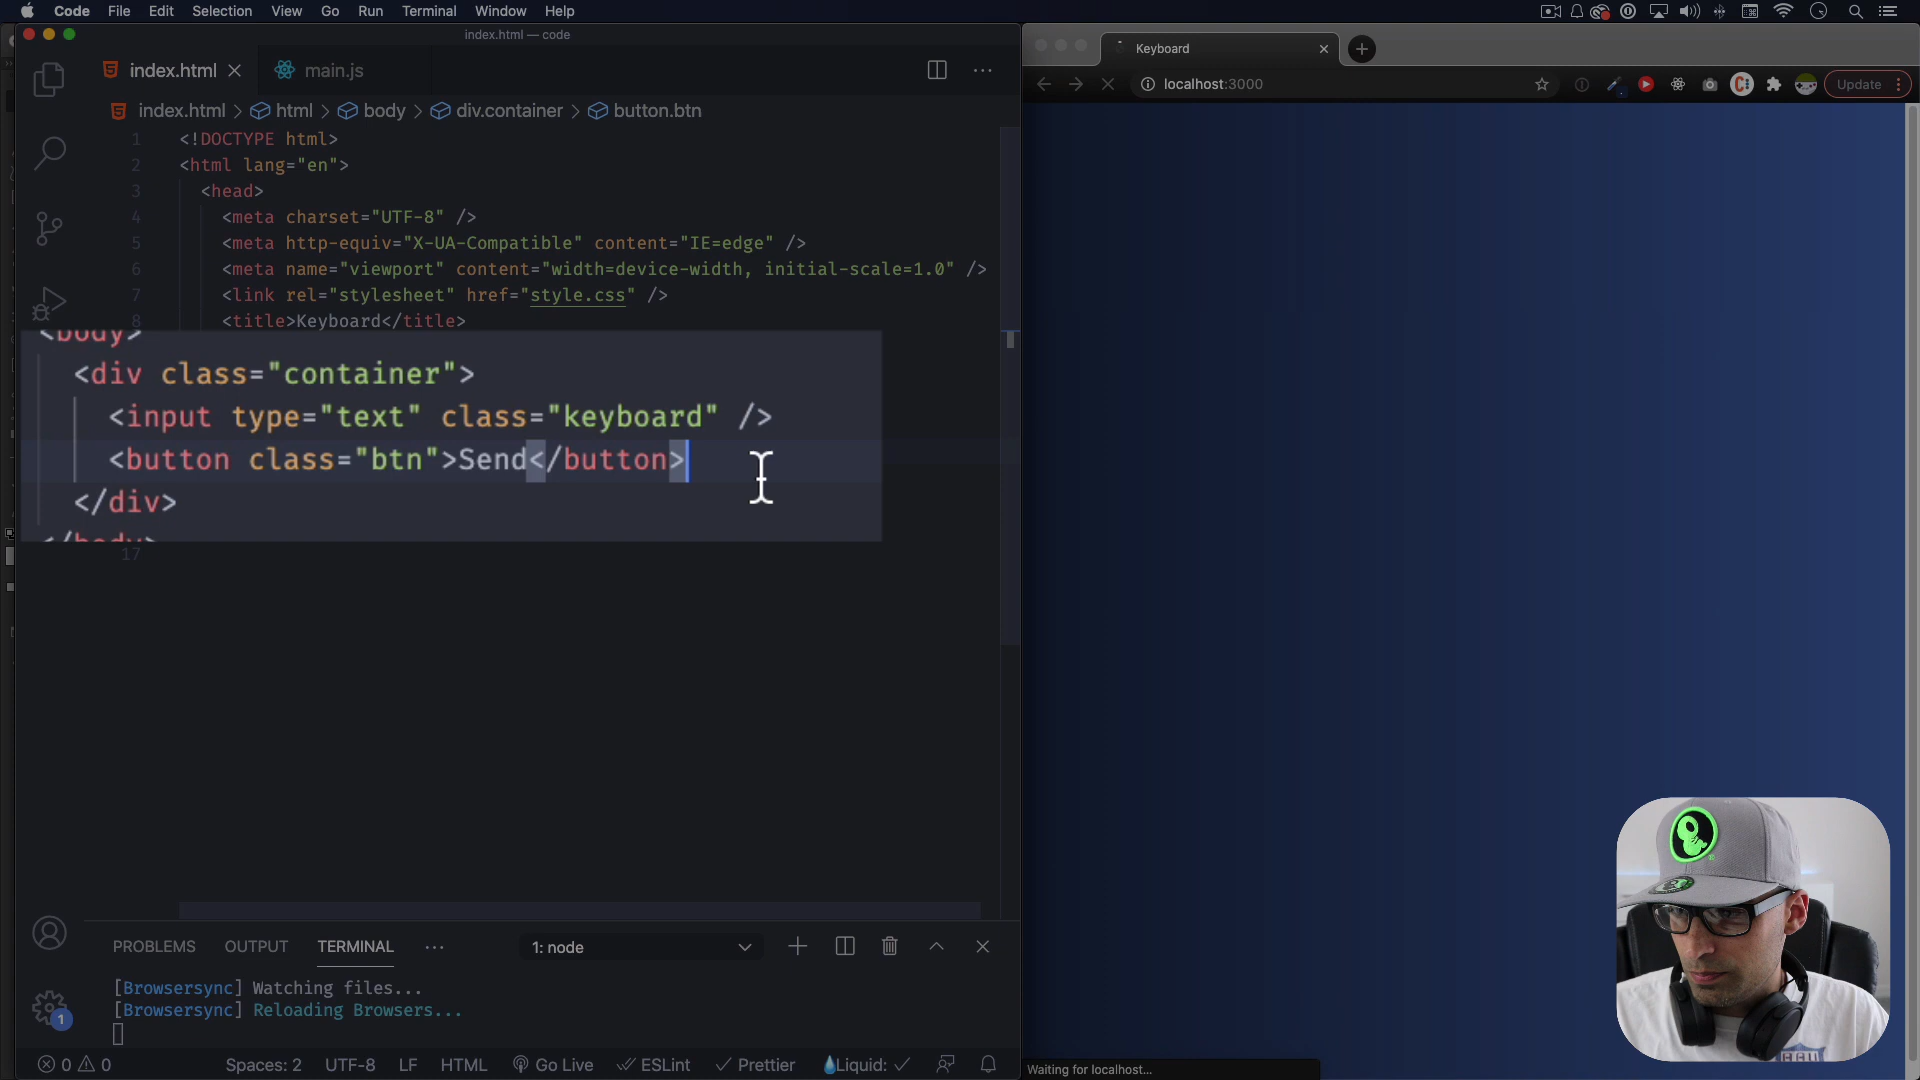 Code File Edit Selection View Go Run Terminal Window Help
index.html — code
index.html
main.js
index.html > html > body > div.container > button.btn
1 <!DOCTYPE html>
2 <html lang="en">
3 <head>
4 <meta charset="UTF-8" />
5 <meta http-equiv="X-UA-Compatible" content="IE=edge" />
6 <meta name="viewport" content="width=device-width, initial-scale=1.0" />
7 <link rel="stylesheet" href="style.css" />
8 <title>Keyboard</title>
<body>
<div class="container">
<input type="text" class="keyboard" />
<button class="btn">Send</button>
</div>
</body>
17
PROBLEMS OUTPUT TERMINAL 1: node
[Browsersync] Watching files...
[Browsersync] Reloading Browsers...
1
0 0 Spaces: 2 UTF-8 LF HTML Go Live ESLint Prettier Liquid:
Keyboard
localhost:3000
Update
Waiting for localhost...